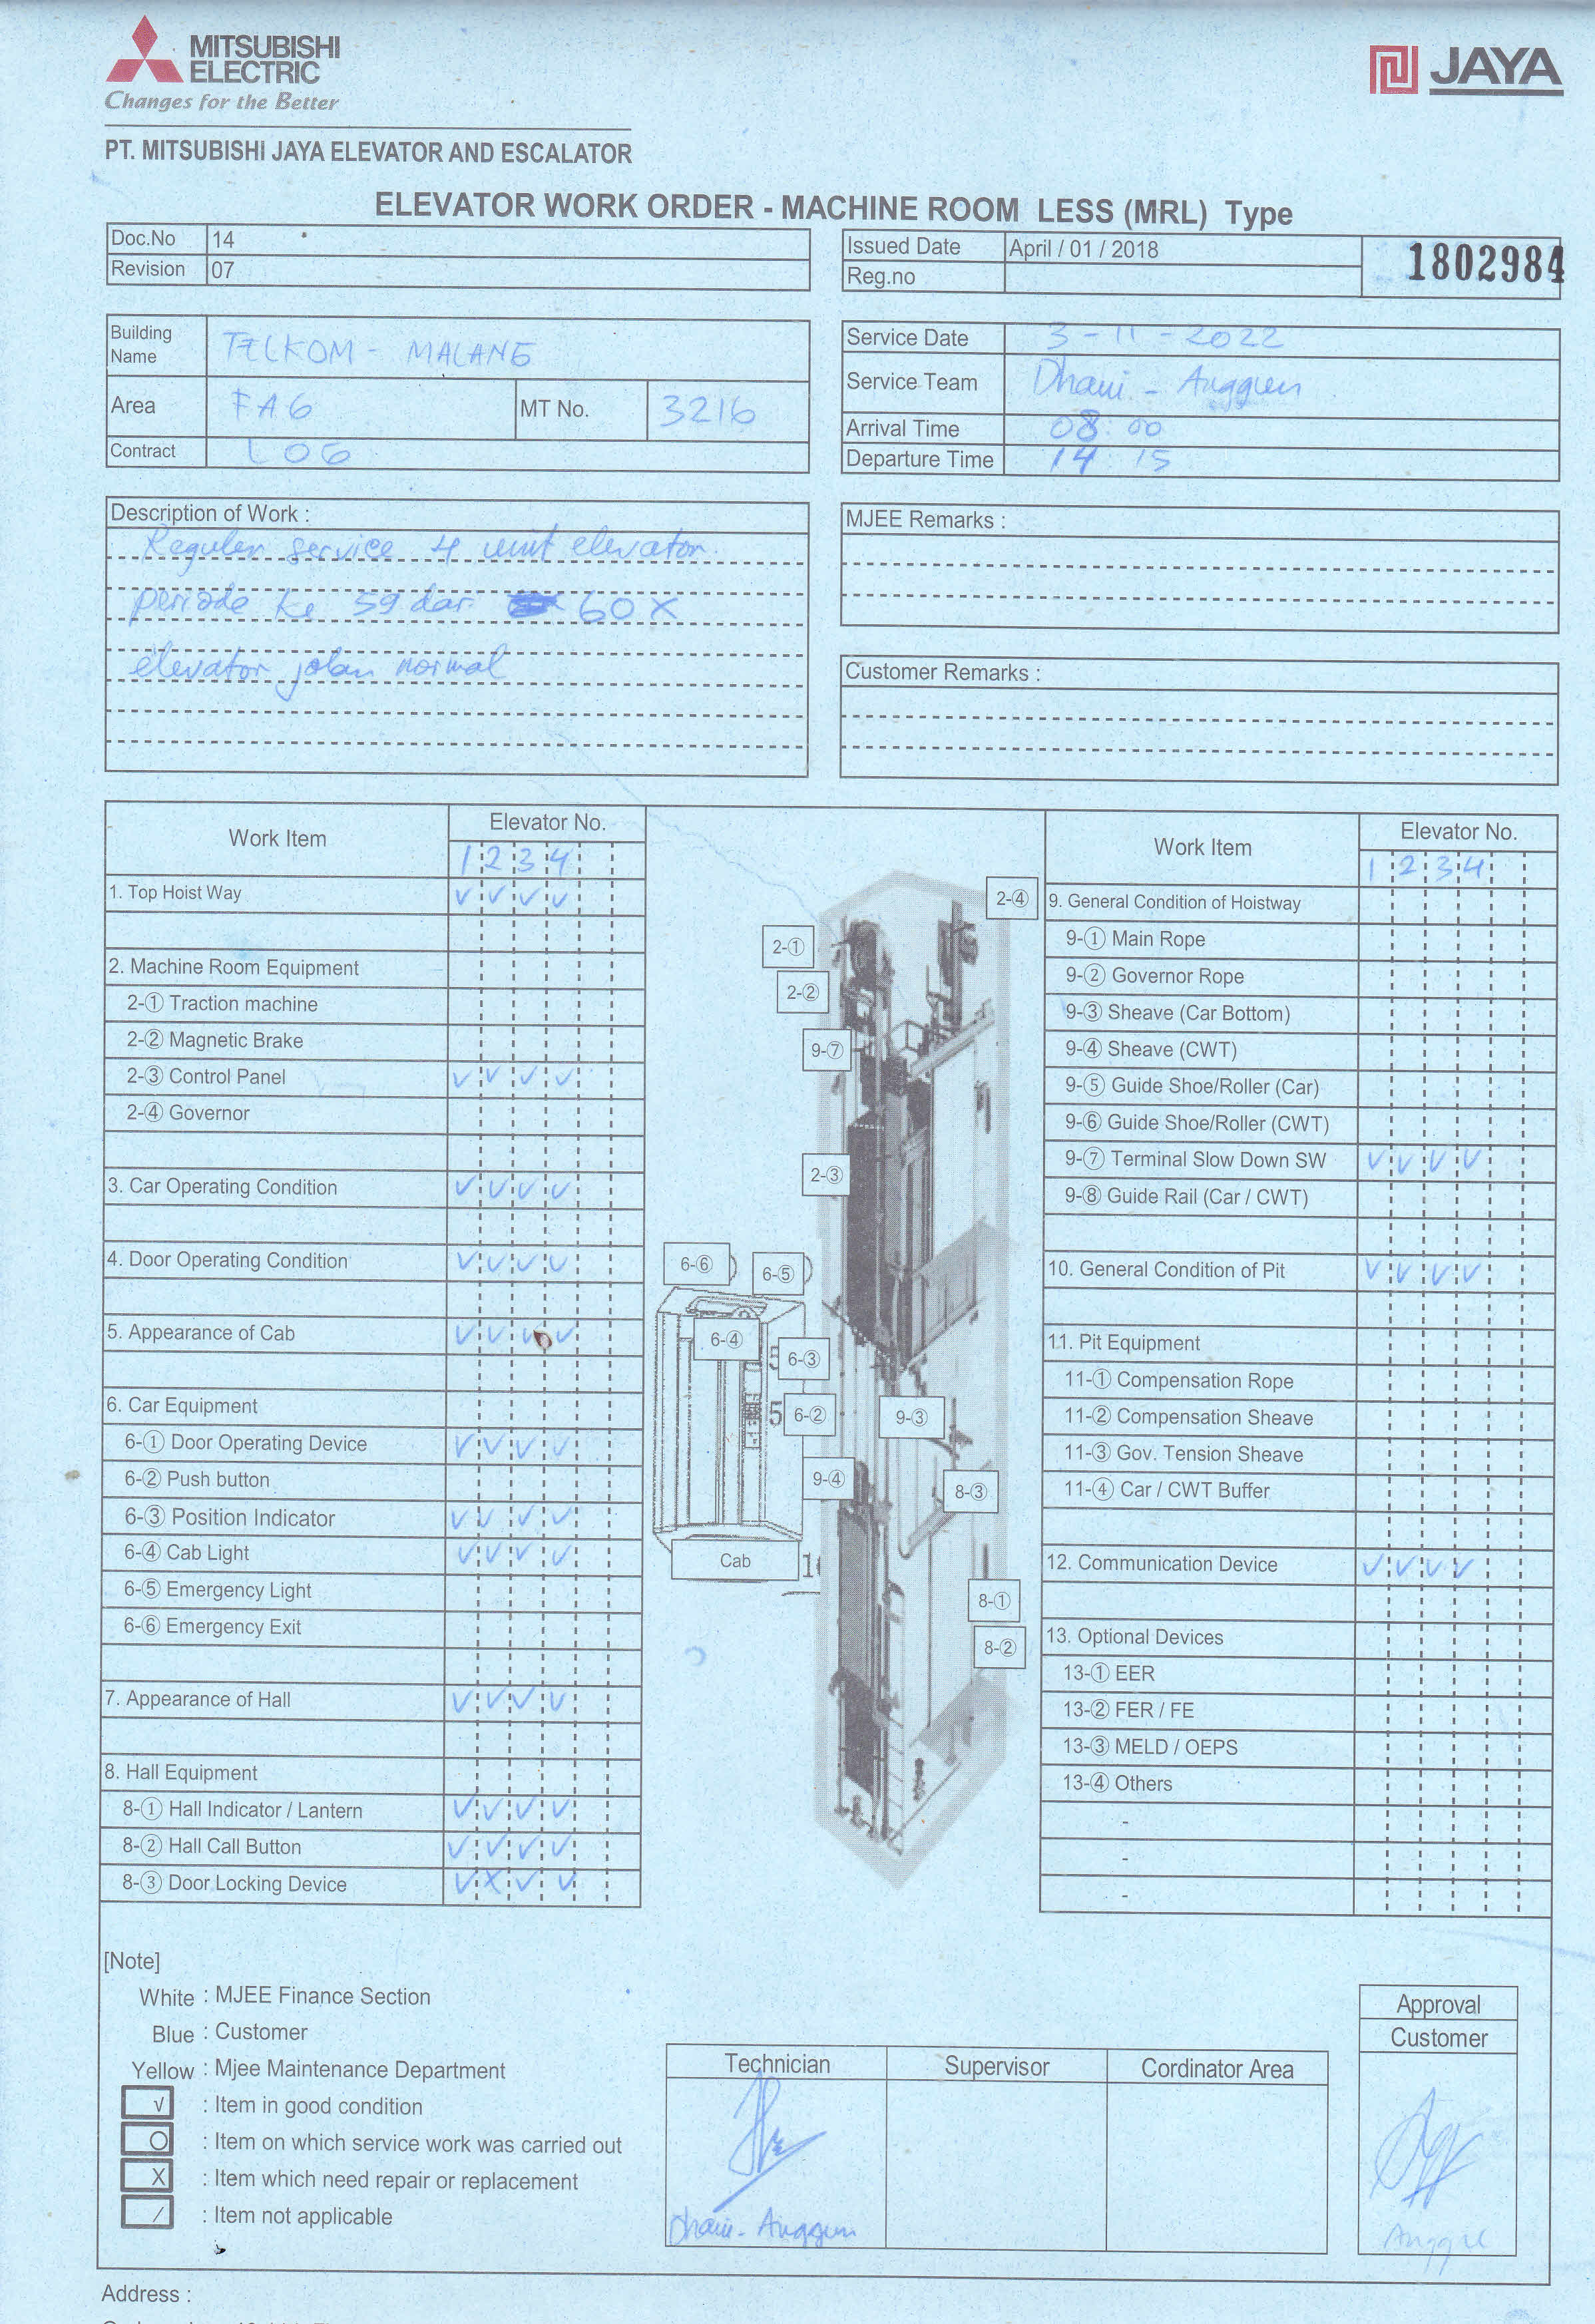 MITSUBISHI
ELECTRIC
Changes for the Better
JAYA
PT. MITSUBISHI JAYA ELEVATOR AND ESCALATOR
ELEVATOR WORK ORDER - MACHINE ROOM LESS (MRL) Type
Doc.No 14
Revision 07
Issued Date April / 01 / 2018
Reg.no
1802984
Building Name TELKOM - MALANG
Area FA6 MT No. 3216
Contract LOG
Service Date 3 - 11 - 2022
Service Team Dhani - Anggun
Arrival Time 08:00
Departure Time 14 15
Description of Work :
Reguler service 4 unit elevator.
periode ke 59 dar 60 X
elevator jalan normal
MJEE Remarks :
Customer Remarks :
Work Item Elevator No.
1 2 3 4
1. Top Hoist Way √ √ √ √
2. Machine Room Equipment
2-① Traction machine
2-② Magnetic Brake
2-③ Control Panel √ √ √ √
2-④ Governor
3. Car Operating Condition √ √ √ √
4. Door Operating Condition √ √ √ √
5. Appearance of Cab √ √ √ √
6. Car Equipment
6-① Door Operating Device √ √ √ √
6-② Push button
6-③ Position Indicator √ √ √ √
6-④ Cab Light √ √ √ √
6-⑤ Emergency Light
6-⑥ Emergency Exit
7. Appearance of Hall √ √ √ √
8. Hall Equipment
8-① Hall Indicator / Lantern √ √ √ √
8-② Hall Call Button √ √ √ √
8-③ Door Locking Device √ X √ √
2-④
2-①
2-②
9-⑦
2-③
6-⑥
6-⑤
6-④
6-③
5
6-②
9-③
9-④
8-③
Cab
8-①
8-②
Work Item Elevator No.
1 2 3 4
9. General Condition of Hoistway
9-① Main Rope
9-② Governor Rope
9-③ Sheave (Car Bottom)
9-④ Sheave (CWT)
9-⑤ Guide Shoe/Roller (Car)
9-⑥ Guide Shoe/Roller (CWT)
9-⑦ Terminal Slow Down SW √ √ √ √
9-⑧ Guide Rail (Car / CWT)
10. General Condition of Pit √ √ √ √
11. Pit Equipment
11-① Compensation Rope
11-② Compensation Sheave
11-③ Gov. Tension Sheave
11-④ Car / CWT Buffer
12. Communication Device √ √ √ √
13. Optional Devices
13-① EER
13-② FER / FE
13-③ MELD / OEPS
13-④ Others
-
-
-
[Note]
White : MJEE Finance Section
Blue : Customer
Yellow : Mjee Maintenance Department
√ : Item in good condition
O : Item on which service work was carried out
X : Item which need repair or replacement
/ : Item not applicable
Technician Supervisor Cordinator Area
Dhani - Anggun
Approval
Customer
Address :